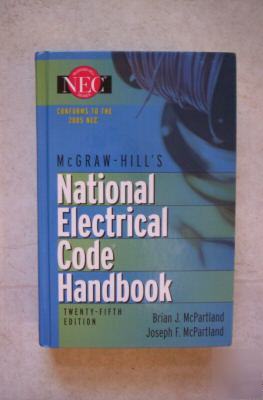 NEC
CONFORMS TO THE
2005 NEC
McGRAW-HILL'S
National
Electrical
Code
Handbook
TWENTY-FIFTH
EDITION
Brian J. McPartland
Joseph F. McPartland